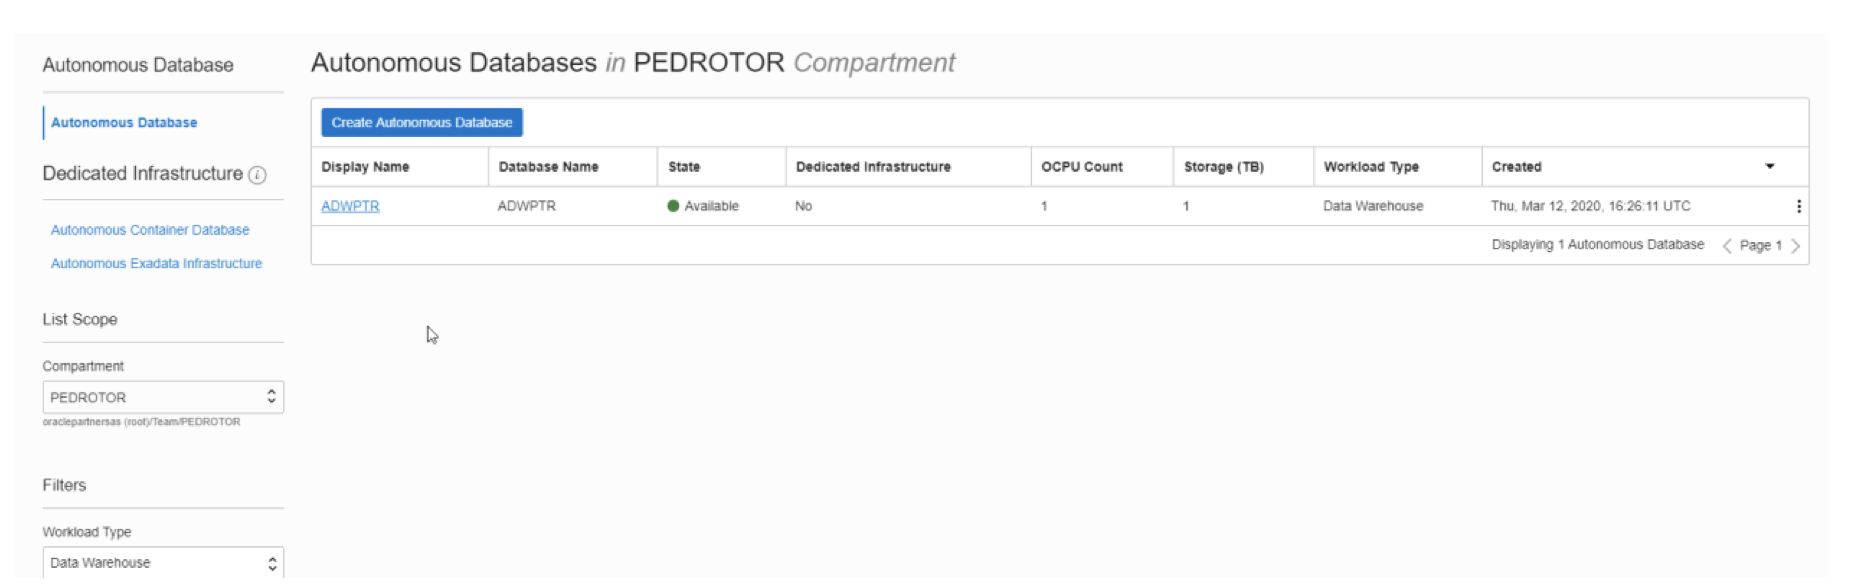 Autonomous Database
Autonomous Database
Dedicated Infrastructure i
Autonomous Container Database
Autonomous Exadata Infrastructure
List Scope
Compartment
PEDROTOR
oraclepartnersas (root)/Team/PEDROTOR
Filters
Workload Type
Data Warehouse
Autonomous Databases in PEDROTOR Compartment
Create Autonomous Database
Display Name Database Name State Dedicated Infrastructure OCPU Count Storage (TB) Workload Type Created
ADWPTR ADWPTR Available No 1 1 Data Warehouse Thu, Mar 12, 2020, 16:26:11 UTC
Displaying 1 Autonomous Database < Page 1 >